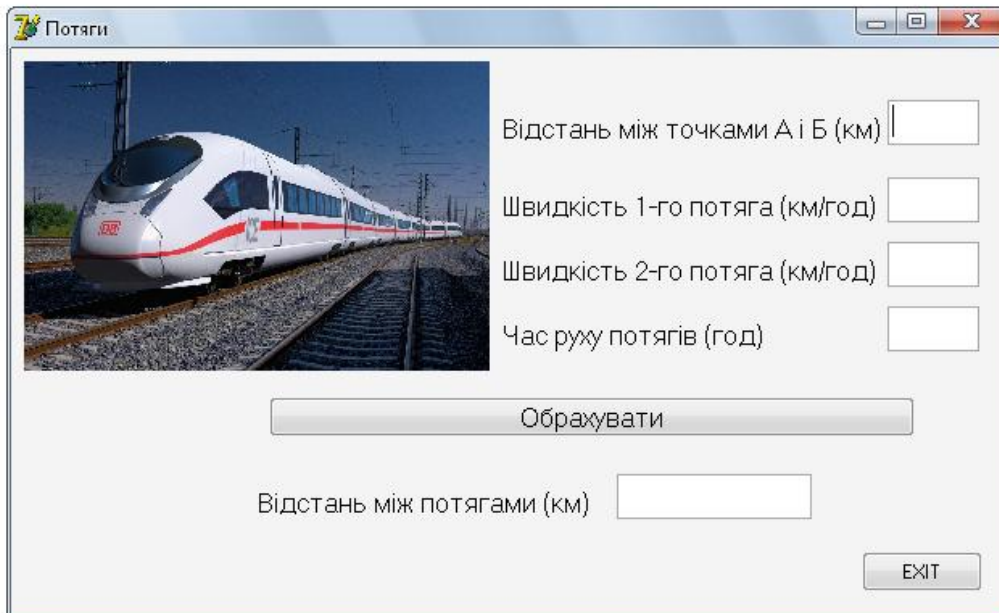 Потяги
Відстань між точками А і Б (км)
Швидкість 1-го потяга (км/год)
Швидкість 2-го потяга (км/год)
Час руху потягів (год)
Обрахувати
Відстань між потягами (км)
EXIT